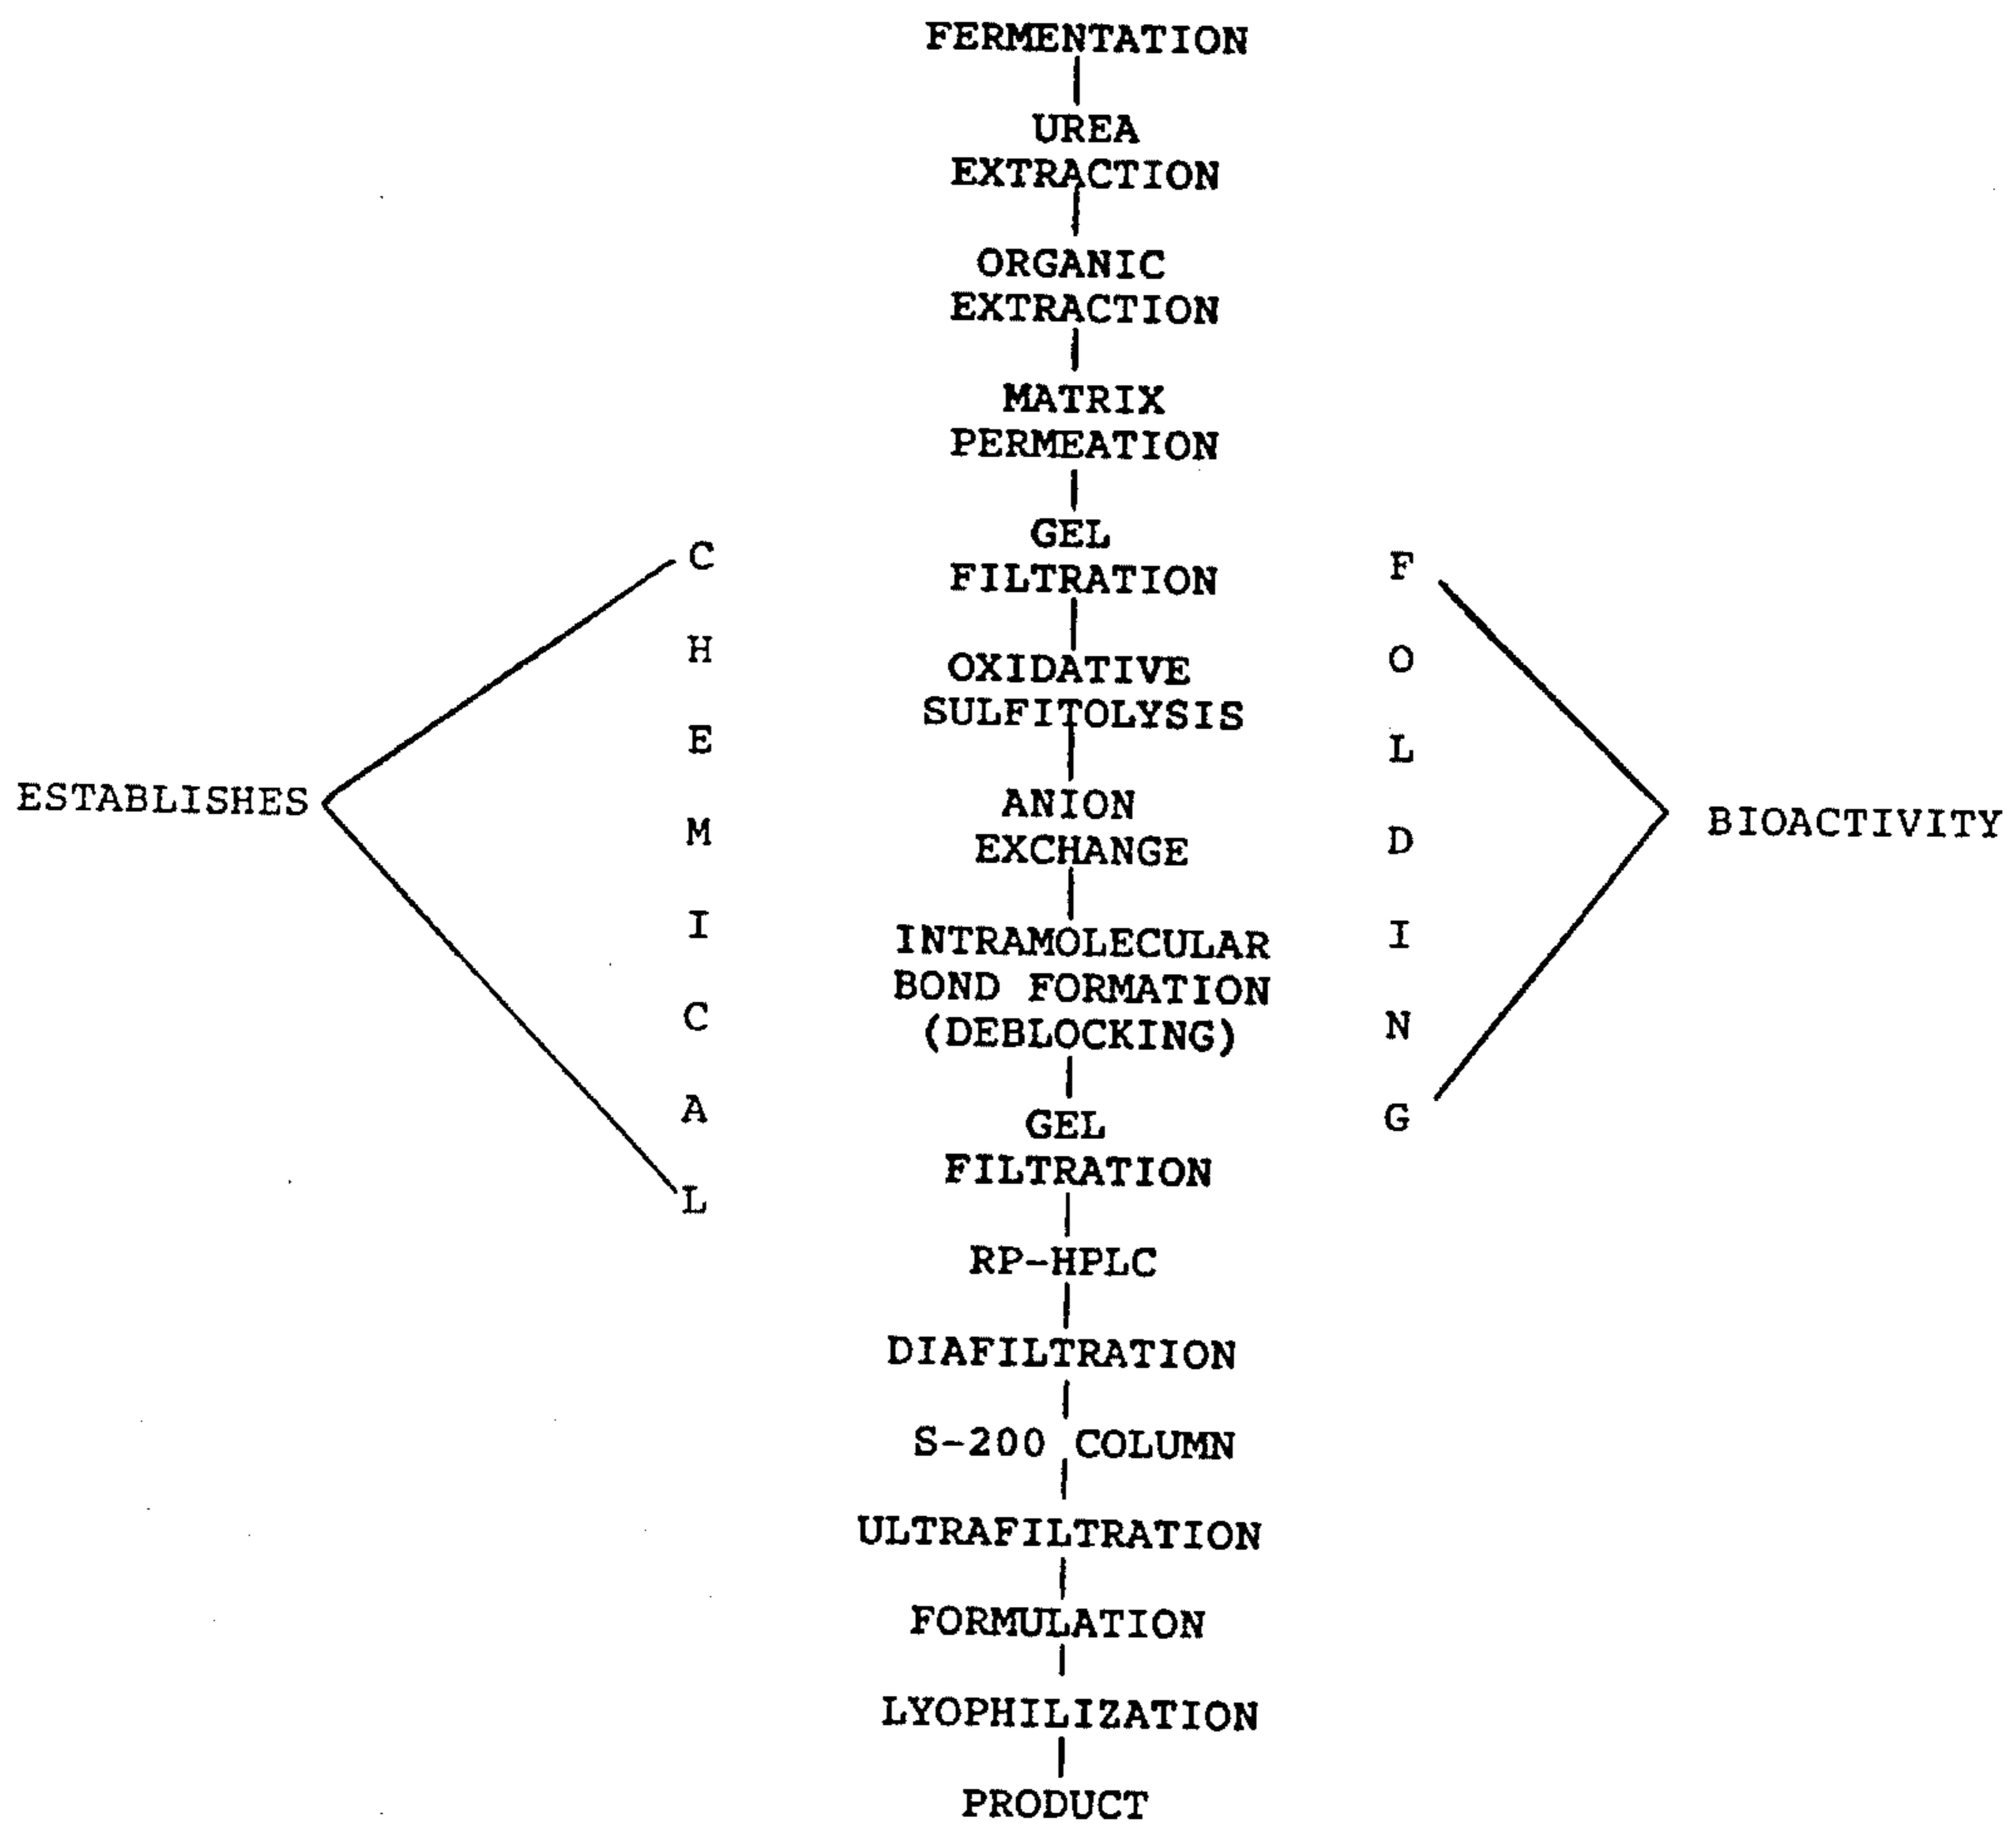 FERMENTATION
UREA
EXTRACTION
ORGANIC
EXTRACTION
MATRIX
PERMEATION
GEL
FILTRATION
OXIDATIVE
SULFITOLYSIS
ANION
EXCHANGE
INTRAMOLECULAR
BOND FORMATION
(DEBLOCKING)
GEL
FILTRATION
RP-HPLC
DIAFILTRATION
S-200 COLUMN
ULTRAFILTRATION
FORMULATION
LYOPHILIZATION
PRODUCT
ESTABLISHES
C
H
E
M
I
C
A
L
F
O
L
D
I
N
G
BIOACTIVITY